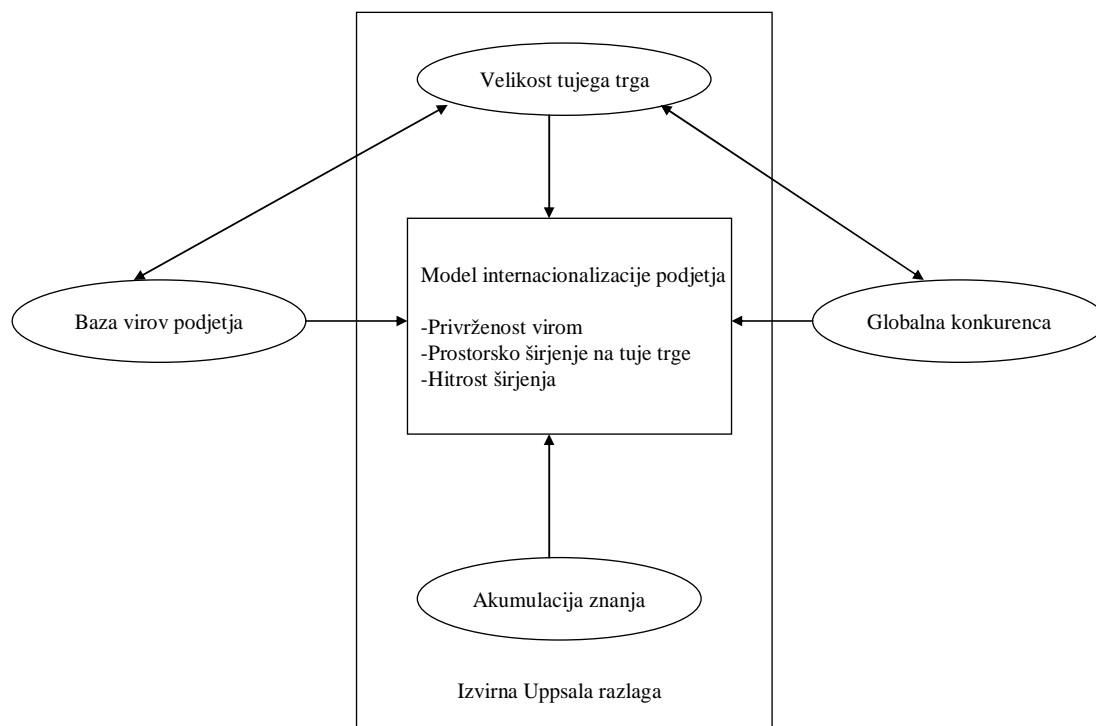 Velikost tujega trga
Model internacionalizacije podjetja
-Privrženost virom
-Prostorsko širjenje na tuje trge
-Hitrost širjenja
Baza virov podjetja
Globalna konkurenca
Akumulacija znanja
Izvirna Uppsala razlaga